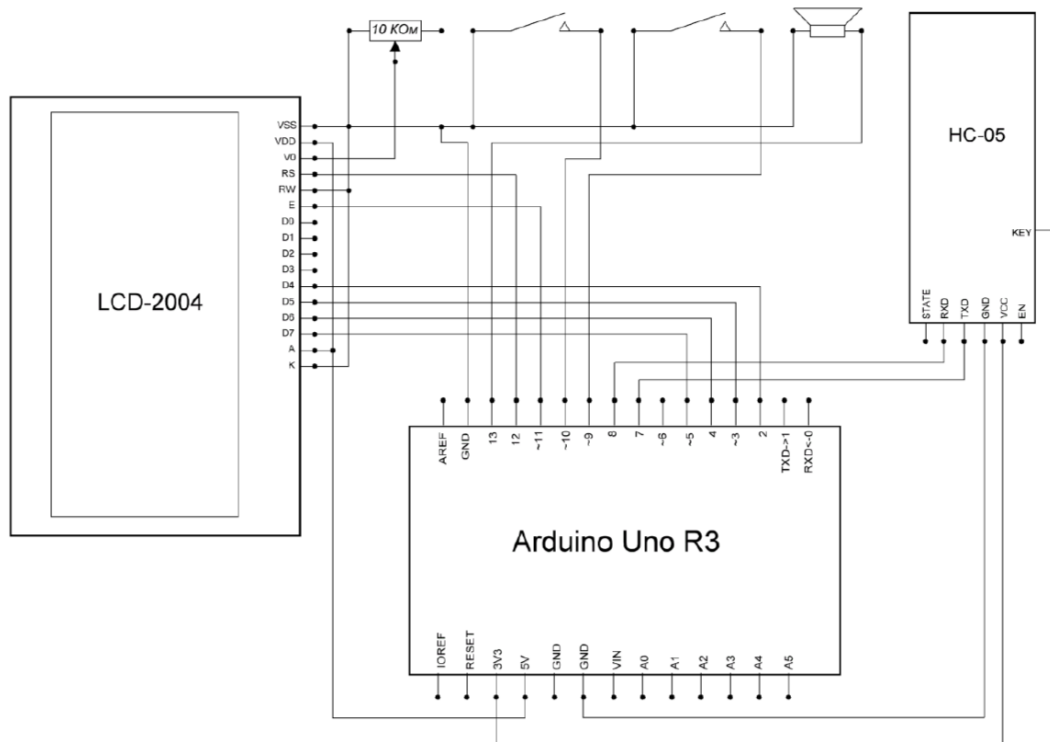 10 КОм
VSS
VDD
V0
RS
RW
E
D0
D1
D2
D3
D4
D5
D6
D7
A
K
LCD-2004
HC-05
KEY
STATE
RXD
TXD
GND
VCC
EN
AREF
GND
13
12
~11
~10
~9
8
7
~6
~5
4
~3
2
TXD->1
RXD<-0
Arduino Uno R3
IOREF
RESET
3V3
5V
GND
GND
VIN
A0
A1
A2
A3
A4
A5